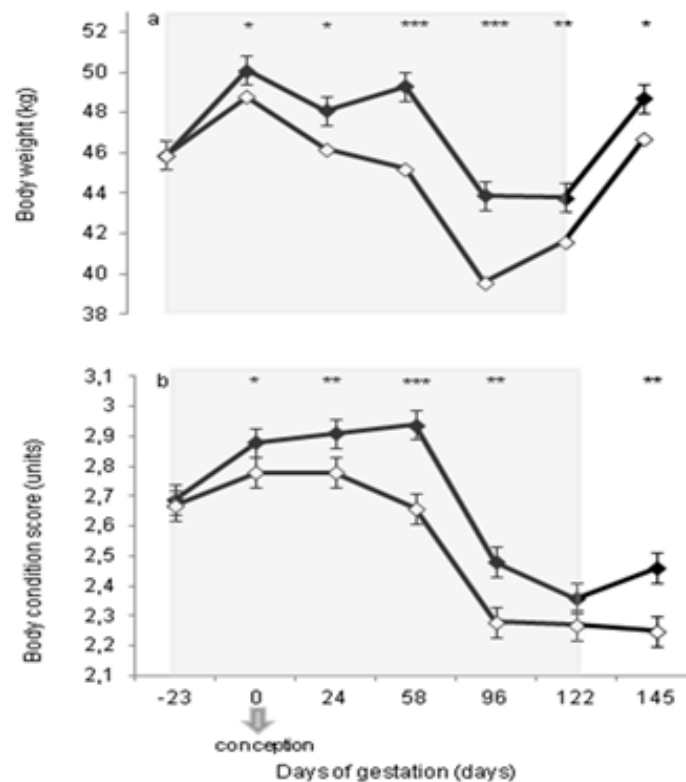 a
* * *** *** ** *
52
50
48
46
44
42
40
38
Body weight (kg)
b
* ** *** ** **
3,1
3
2,9
2,8
2,7
2,6
2,5
2,4
2,3
2,2
2,1
Body condition score (units)
-23 0 24 58 96 122 145
conception
Days of gestation (days)